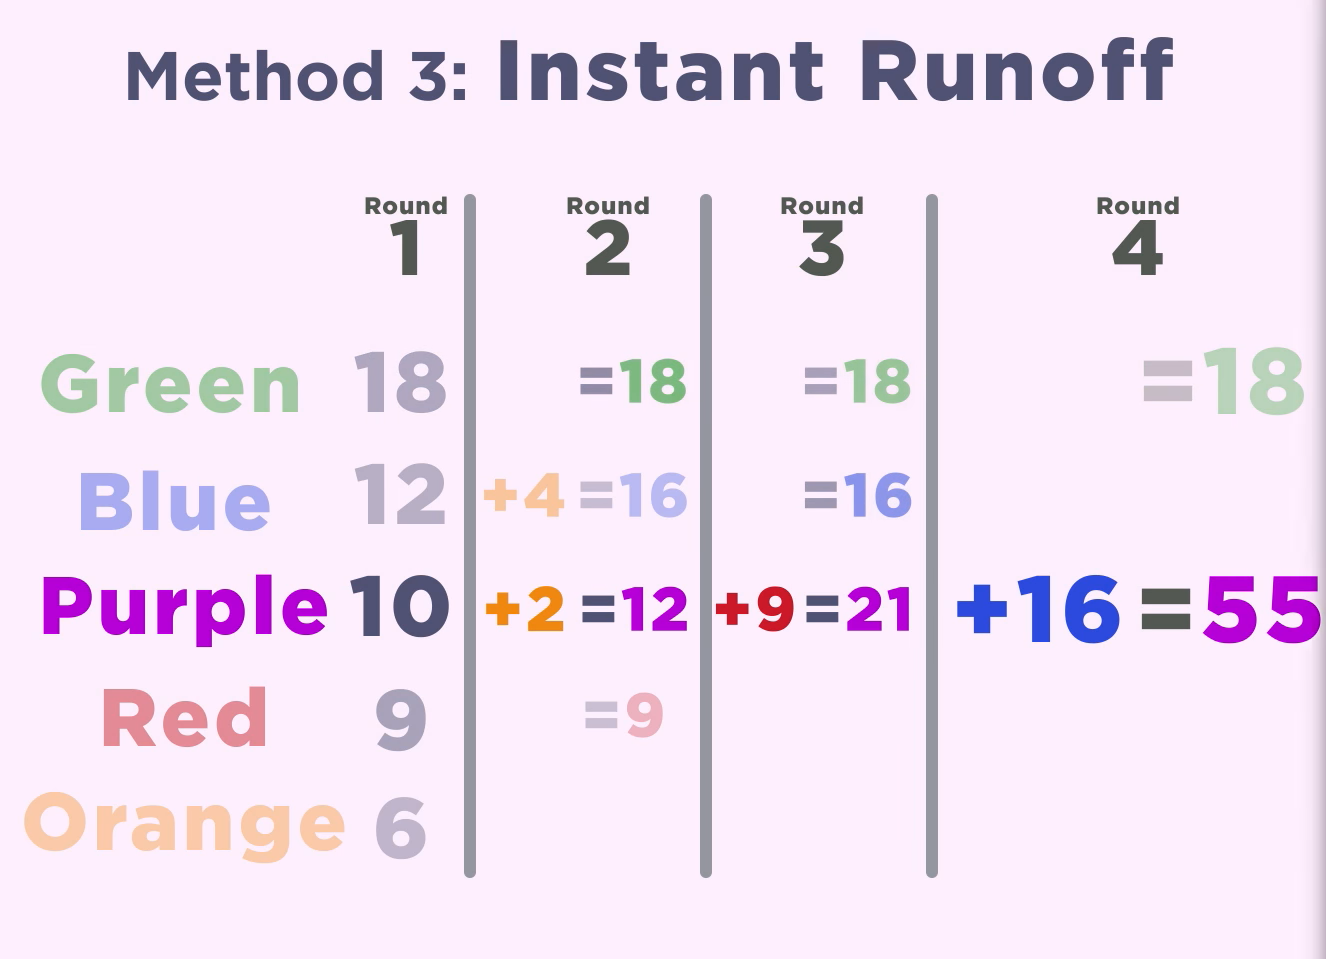 Method 3: Instant Runoff
Round Round Round Round
1 2 3 4
Green 18 =18 =18 =18
Blue 12 +4 =16 =16
Purple 10 +2 =12 +9 =21 +16 =55
Red 9 =9
Orange 6